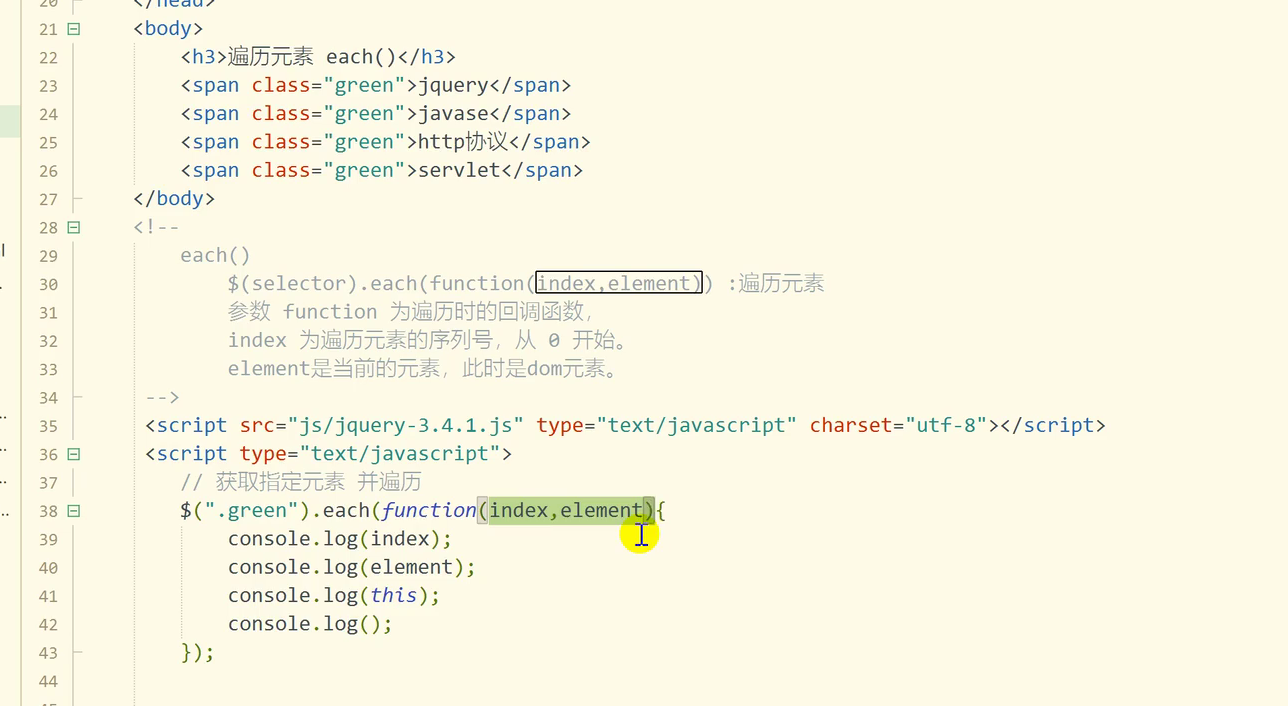 20 </head>
21 <body>
22 <h3>遍历元素 each()</h3>
23 <span class="green">jquery</span>
24 <span class="green">javase</span>
25 <span class="green">http协议</span>
26 <span class="green">servlet</span>
27 </body>
28 <!--
29 each()
30 $(selector).each(function(index,element)) :遍历元素
31 参数 function 为遍历时的回调函数，
32 index 为遍历元素的序列号，从 0 开始。
33 element是当前的元素，此时是dom元素。
34 -->
35 <script src="js/jquery-3.4.1.js" type="text/javascript" charset="utf-8"></script>
36 <script type="text/javascript">
37 // 获取指定元素 并遍历
38 $(".green").each(function(index,element){
39 console.log(index);
40 console.log(element);
41 console.log(this);
42 console.log();
43 });
44